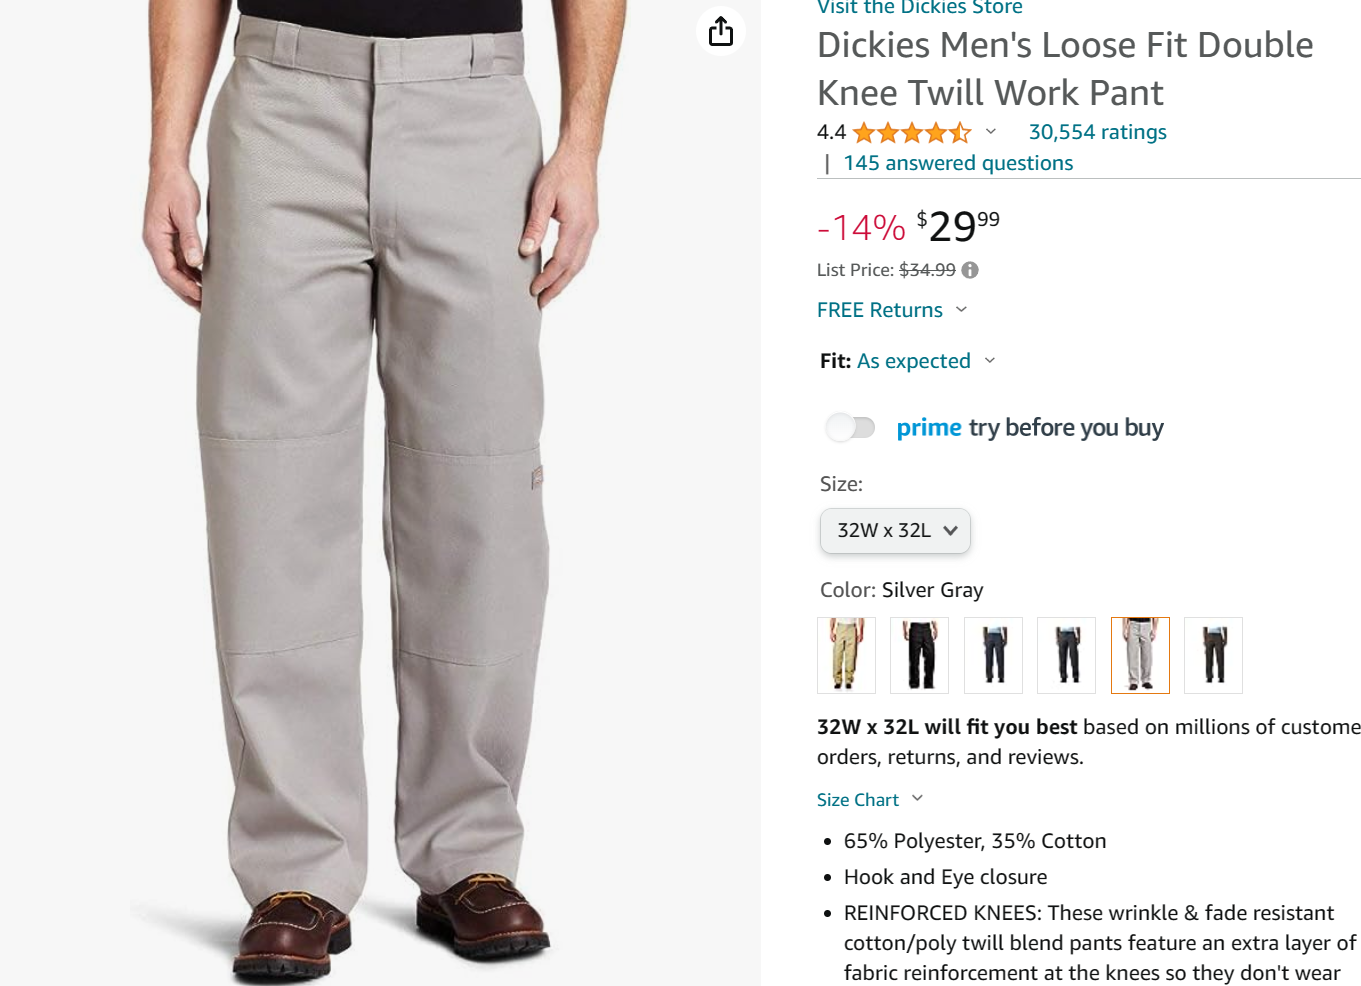 Visit the Dickies Store
Dickies Men's Loose Fit Double
Knee Twill Work Pant
4.4 30,554 ratings
| 145 answered questions
-14% $2999
List Price: $34.99
FREE Returns
Fit: As expected
prime try before you buy
Size:
32W x 32L
Color: Silver Gray
32W x 32L will fit you best based on millions of custome
orders, returns, and reviews.
Size Chart
• 65% Polyester, 35% Cotton
• Hook and Eye closure
• REINFORCED KNEES: These wrinkle & fade resistant
cotton/poly twill blend pants feature an extra layer of
fabric reinforcement at the knees so they don't wear